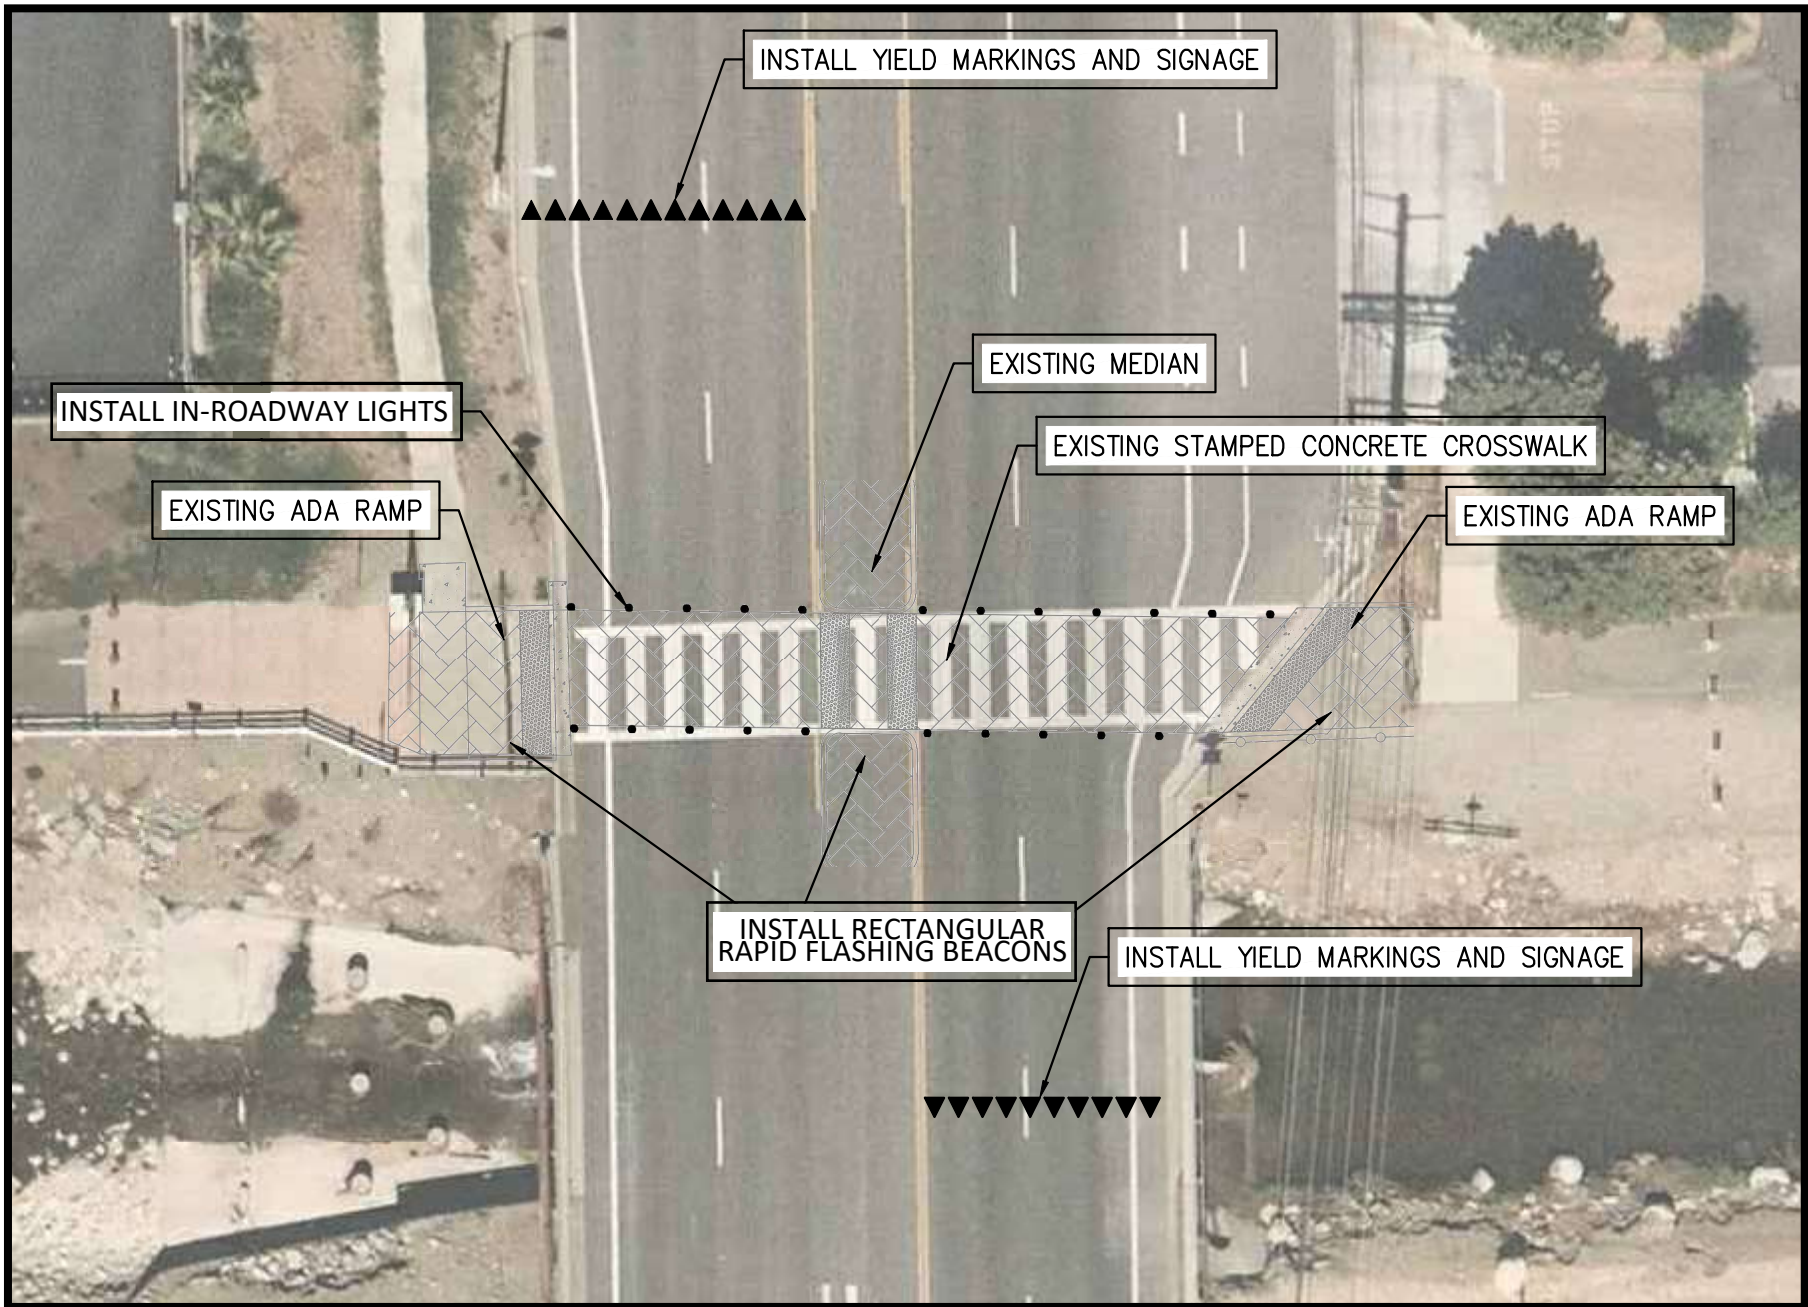 INSTALL YIELD MARKINGS AND SIGNAGE
EXISTING MEDIAN
INSTALL IN-ROADWAY LIGHTS
EXISTING STAMPED CONCRETE CROSSWALK
EXISTING ADA RAMP
EXISTING ADA RAMP
INSTALL RECTANGULAR
RAPID FLASHING BEACONS
INSTALL YIELD MARKINGS AND SIGNAGE
STOP